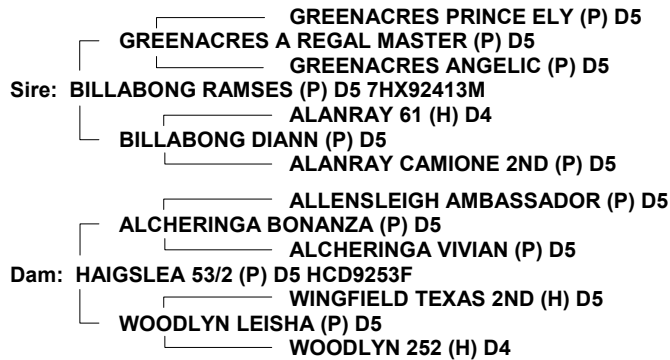 GREENACRES PRINCE ELY (P) D5
GREENACRES A REGAL MASTER (P) D5
GREENACRES ANGELIC (P) D5
Sire: BILLABONG RAMSES (P) D5 7HX92413M
ALANRAY 61 (H) D4
BILLABONG DIANN (P) D5
ALANRAY CAMIONE 2ND (P) D5
ALLENSLEIGH AMBASSADOR (P) D5
ALCHERINGA BONANZA (P) D5
ALCHERINGA VIVIAN (P) D5
Dam: HAIGSLEA 53/2 (P) D5 HCD9253F
WINGFIELD TEXAS 2ND (H) D5
WOODLYN LEISHA (P) D5
WOODLYN 252 (H) D4